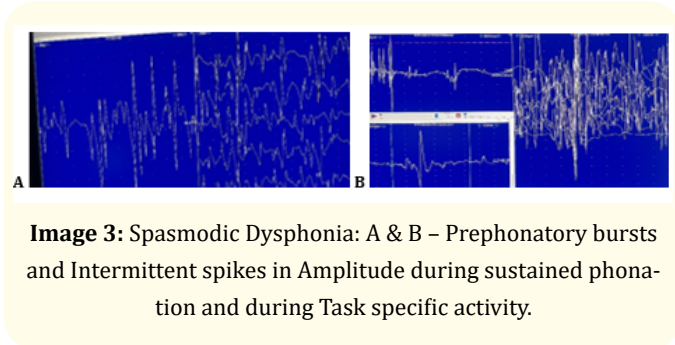 A
B
Image 3: Spasmodic Dysphonia: A & B – Prephonatory bursts
and Intermittent spikes in Amplitude during sustained phona-
tion and during Task specific activity.